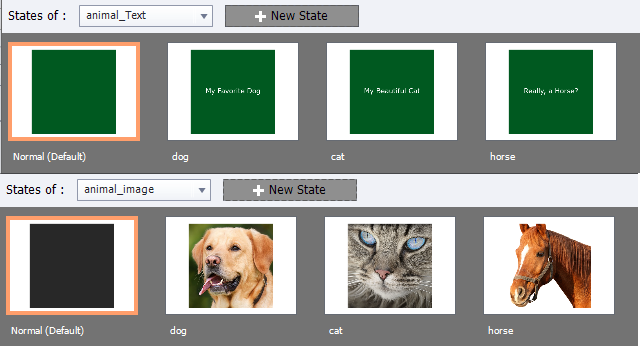 States of : animal_Text + New State
My Favorite Dog
My Beautiful Cat
Really, a Horse?
Normal (Default) dog cat horse
States of : animal_image + New State
Normal (Default) dog cat horse